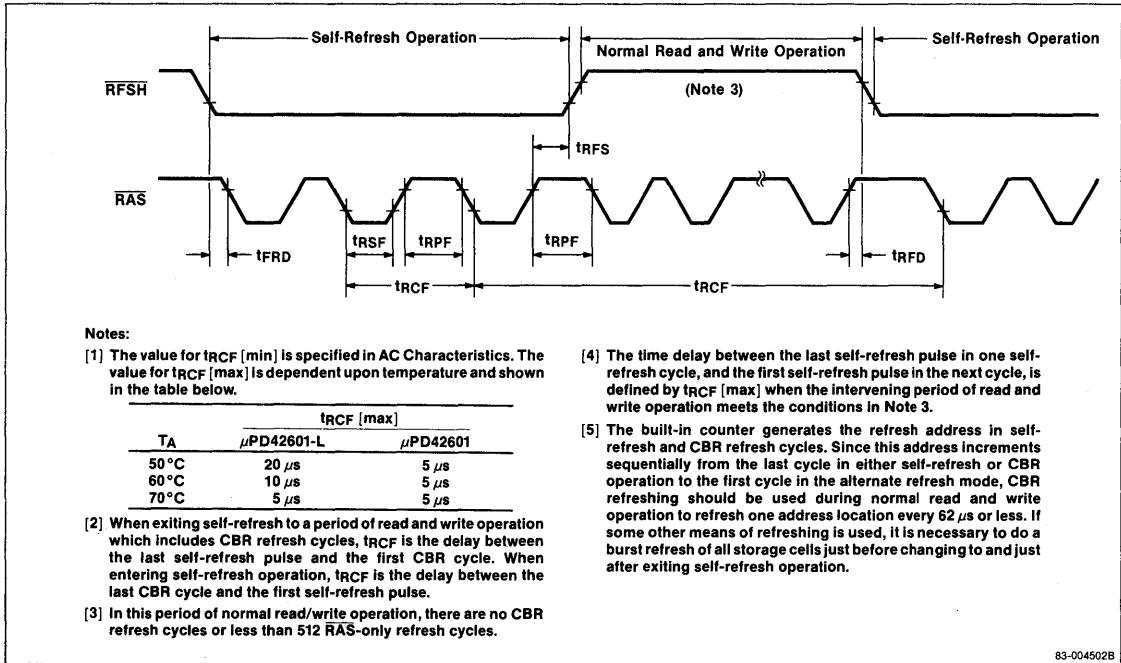 Self-Refresh Operation
Normal Read and Write Operation
Self-Refresh Operation
RFSH
(Note 3)
tRFS
RAS
tFRD
tRSF
tRPF
tRPF
tRFD
tRCF
tRCF
Notes:
[1] The value for tRCF [min] is specified in AC Characteristics. The
value for tRCF [max] is dependent upon temperature and shown
in the table below.
tRCF [max]
TA μPD42601-L μPD42601
50°C 20 μs 5 μs
60°C 10 μs 5 μs
70°C 5 μs 5 μs
[2] When exiting self-refresh to a period of read and write operation
which includes CBR refresh cycles, tRCF is the delay between
the last self-refresh pulse and the first CBR cycle. When
entering self-refresh operation, tRCF is the delay between the
last CBR cycle and the first self-refresh pulse.
[3] In this period of normal read/write operation, there are no CBR
refresh cycles or less than 512 RAS-only refresh cycles.
[4] The time delay between the last self-refresh pulse in one self-
refresh cycle, and the first self-refresh pulse in the next cycle, is
defined by tRCF [max] when the intervening period of read and
write operation meets the conditions in Note 3.
[5] The built-in counter generates the refresh address in self-
refresh and CBR refresh cycles. Since this address increments
sequentially from the last cycle in either self-refresh or CBR
operation to the first cycle in the alternate refresh mode, CBR
refreshing should be used during normal read and write
operation to refresh one address location every 62 μs or less. If
some other means of refreshing is used, it is necessary to do a
burst refresh of all storage cells just before changing to and just
after exiting self-refresh operation.
83-004502B